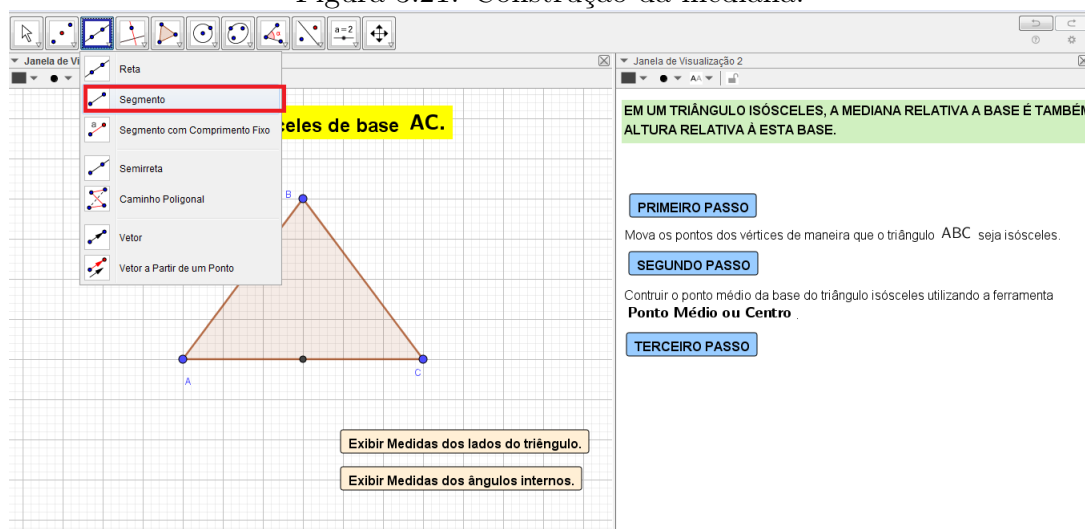 Figura 3.21: Construção da mediana.
a=2
Janela de Vi
Janela de Visualização 2
AA
Reta
Segmento
a
Segmento com Comprimento Fixo
Semirreta
Caminho Poligonal
Vetor
Vetor a Partir de um Ponto
celes de base AC.
B
A
C
Exibir Medidas dos lados do triêngulo.
Exibir Medidas dos ângulos internos.
EM UM TRIÂNGULO ISÓSCELES, A MEDIANA RELATIVA A BASE É TAMBÉM
ALTURA RELATIVA À ESTA BASE.
PRIMEIRO PASSO
Mova os pontos dos vértices de maneira que o triângulo ABC seja isósceles.
SEGUNDO PASSO
Contruir o ponto médio da base do triângulo isósceles utilizando a ferramenta
Ponto Médio ou Centro .
TERCEIRO PASSO